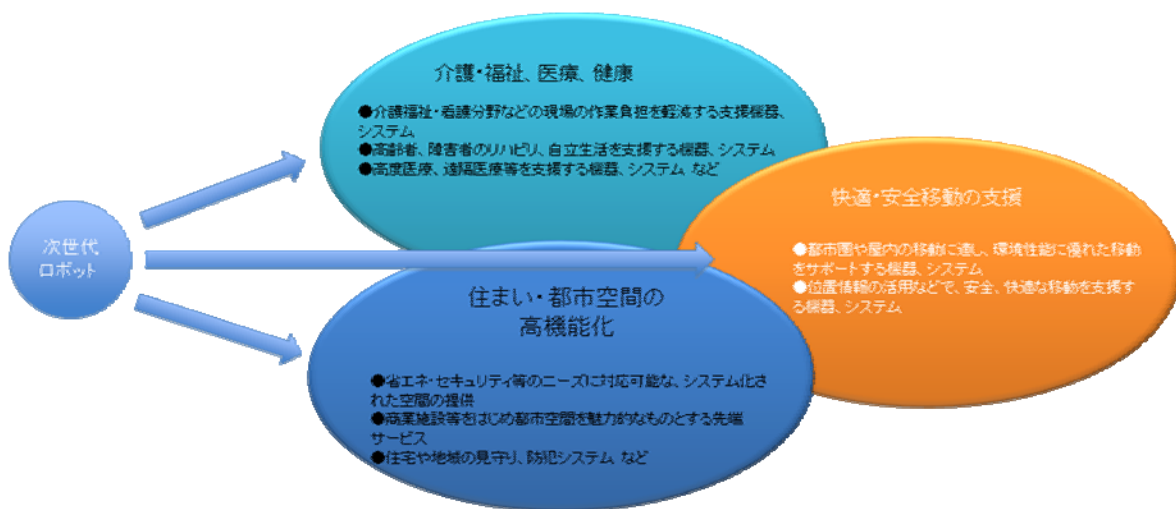 介護・福祉、医療、健康
●介護福祉・看護分野などの現場の作業負担を軽減する支援機器、
システム
●高齢者、障害者のリハビリ、自立生活を支援する機器、システム
●高度医療、遠隔医療等を支援する機器、システム など
快適・安全移動の支援
●都市圏や屋内の移動に適し、環境性能に優れた移動
をサポートする機器、システム
●位置情報の活用などで、安全、快適な移動を支援す
る機器、システム
次世代
ロボット
住まい・都市空間の
高機能化
●省エネ・セキュリティ等のニーズに対応可能な、システム化さ
れた空間の提供
●商業施設等をはじめ都市空間を魅力的なものとする先端
サービス
●住宅や地域の見守り、防犯システム など